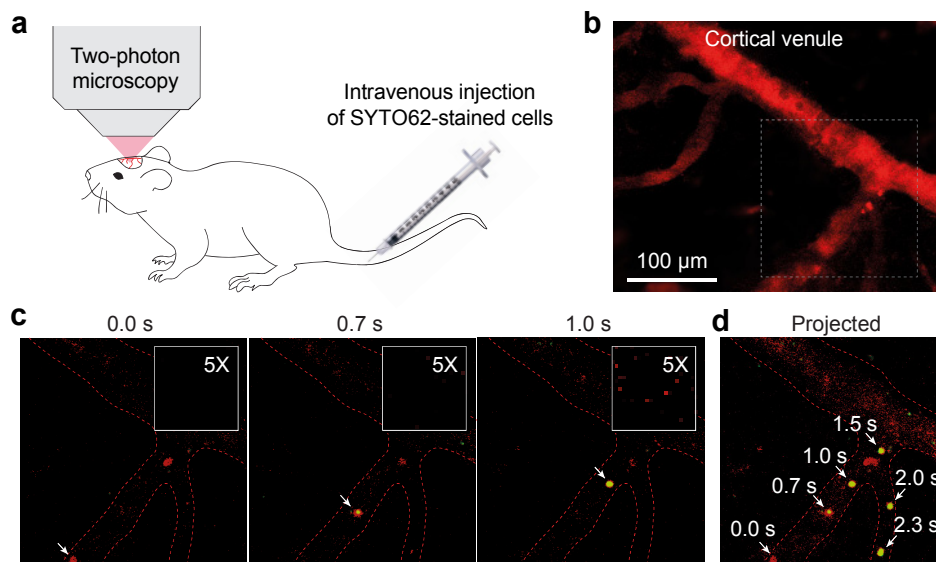 a
Two-photon
microscopy
Intravenous injection
of SYTO62-stained cells
b
Cortical venule
100 μm
c
0.0 s
0.7 s
1.0 s
5X
5X
5X
d
Projected
1.5 s
1.0 s
2.0 s
0.7 s
2.3 s
0.0 s